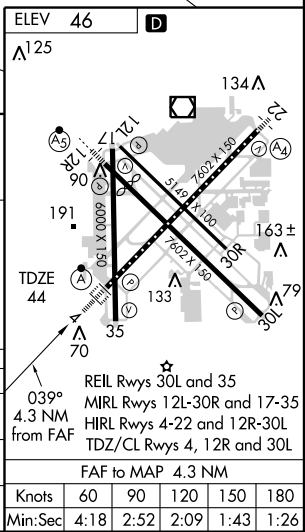 ELEV 46 D
125
134
22
A5
12R
17
12L
P
V
A4
90
P
V
7602 X 150
5149 X 100
6000 X 150
191
163 ±
7602 X 150
30R
TDZE
44
A
P
133
79
30L
P
4
V
35
70
039°
4.3 NM
from FAF
REIL Rwys 30L and 35
MIRL Rwys 12L-30R and 17-35
HIRL Rwys 4-22 and 12R-30L
TDZ/CL Rwys 4, 12R and 30L
FAF to MAP 4.3 NM
Knots 60 90 120 150 180
Min:Sec 4:18 2:52 2:09 1:43 1:26